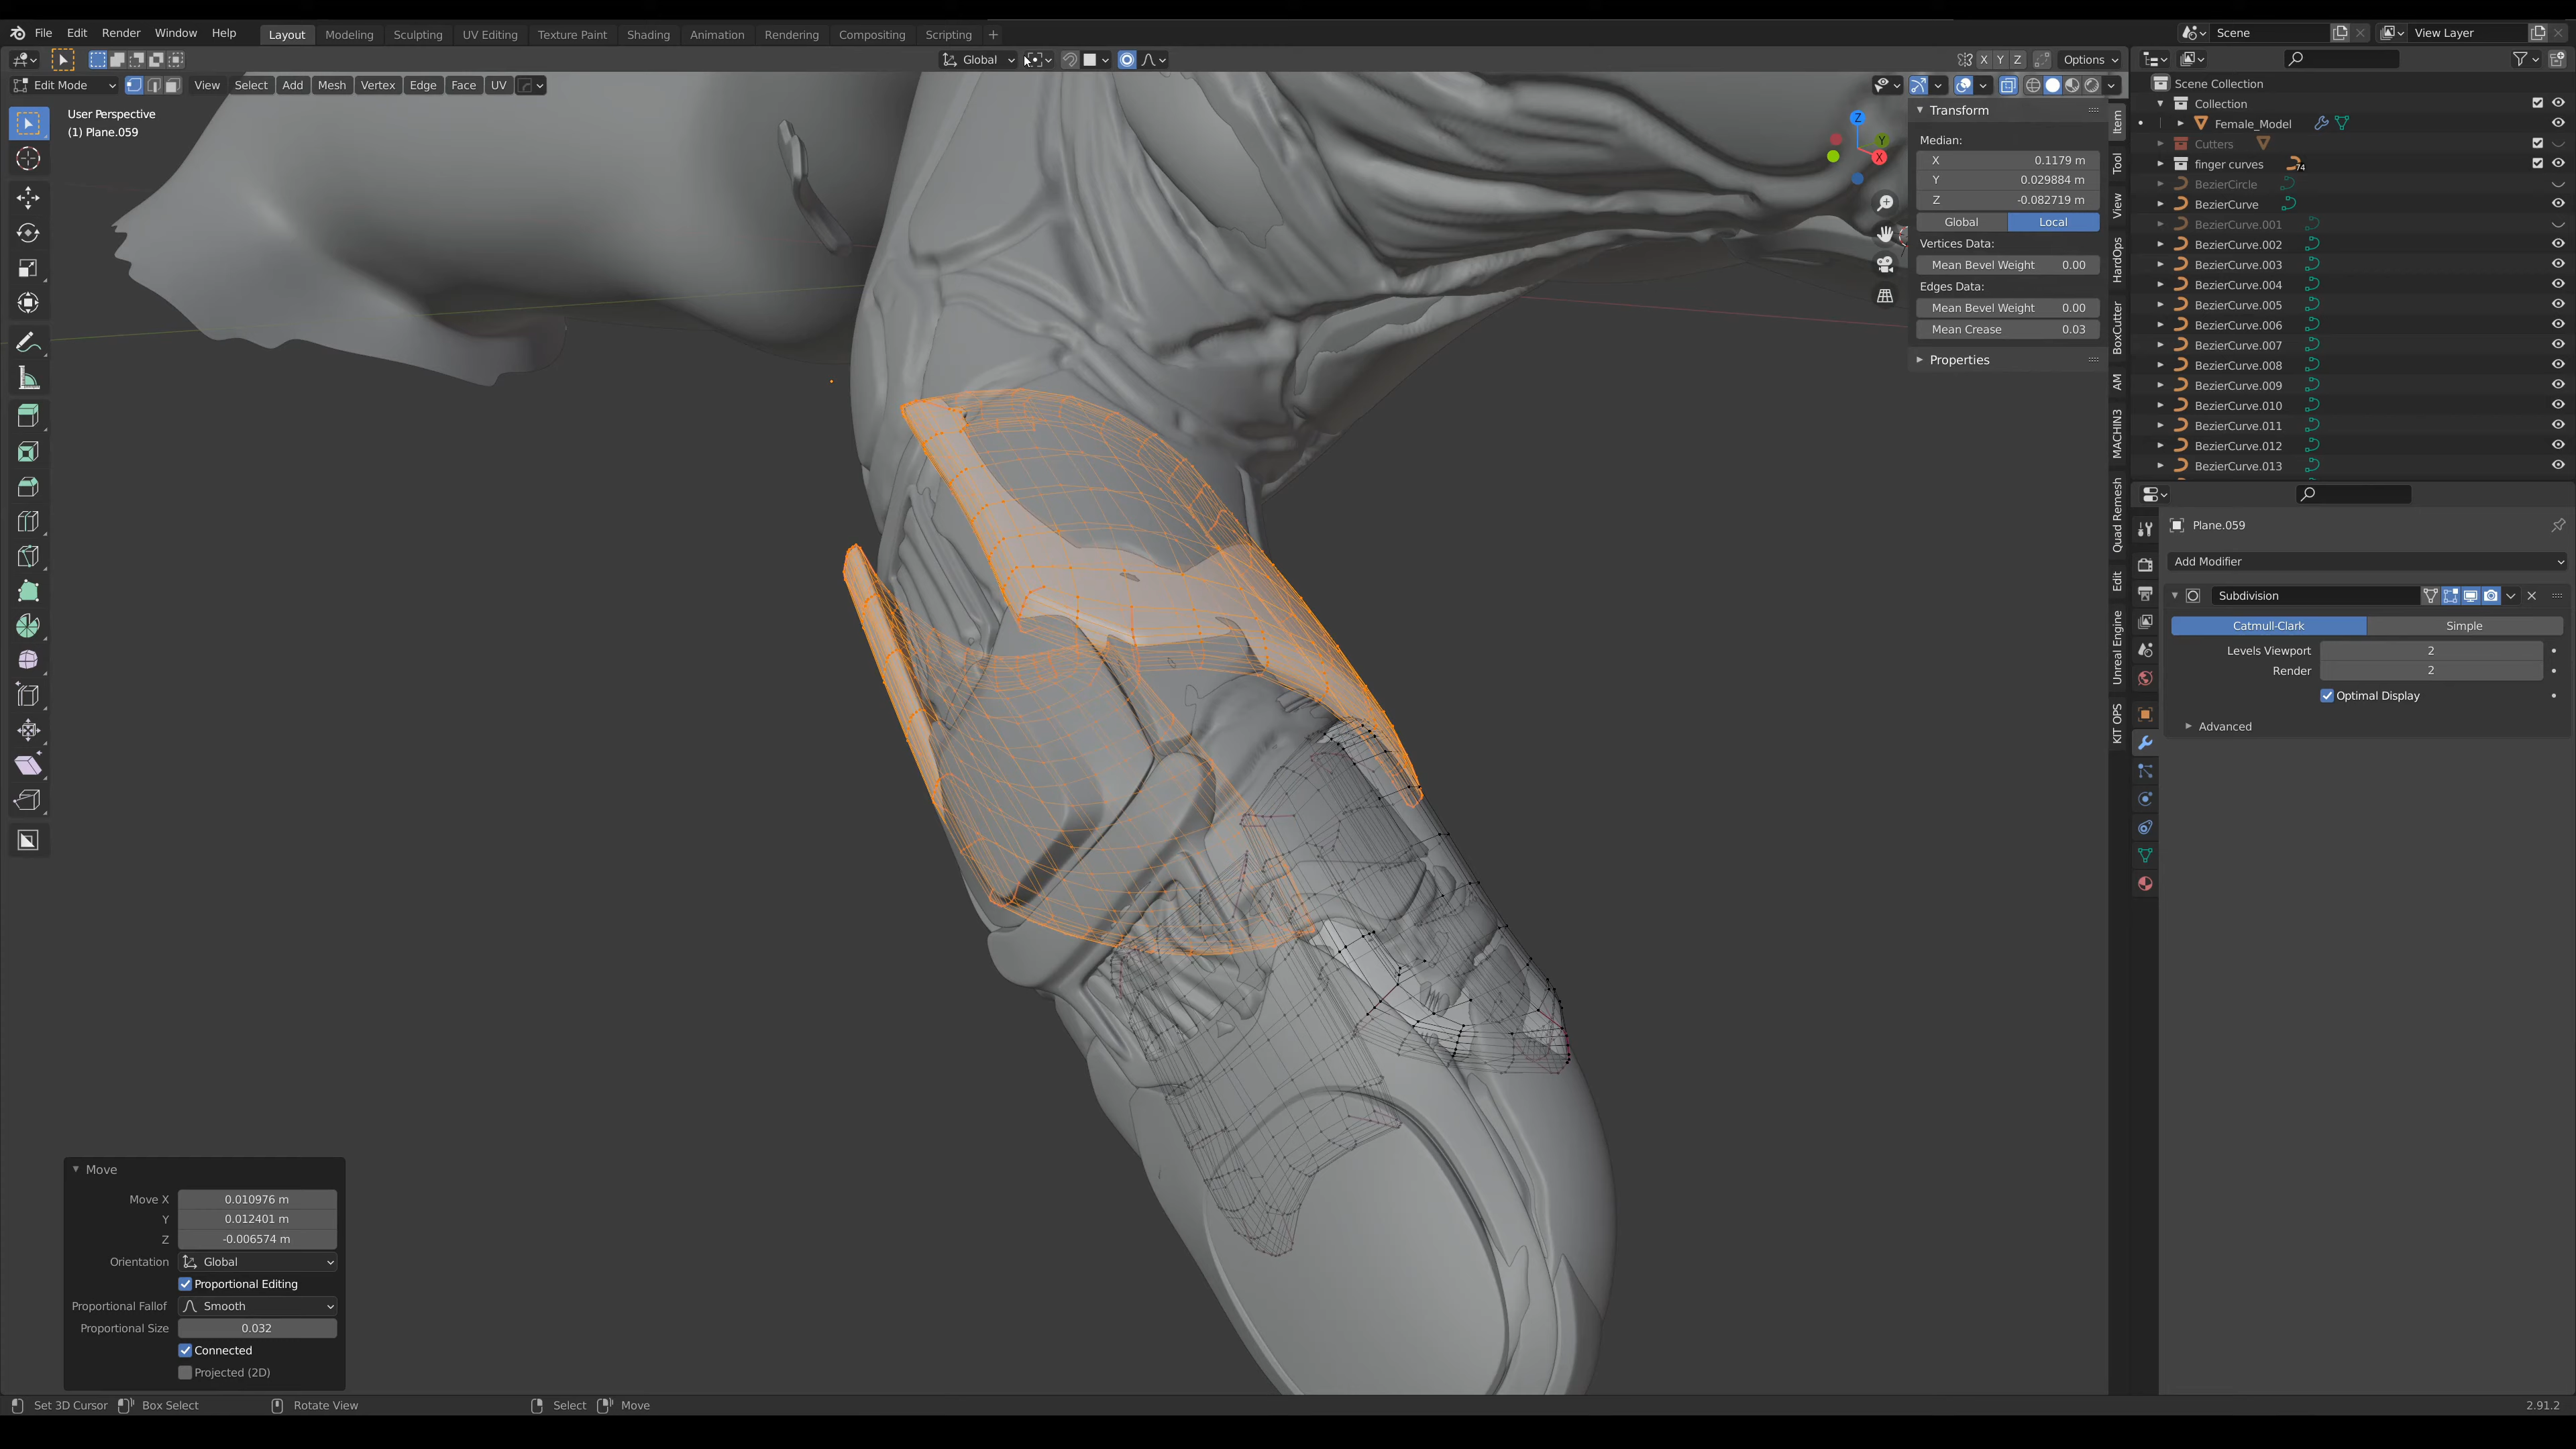 File Edit Render Window Help Layout Modeling Sculpting UV Editing Texture Paint Shading Animation Rendering Compositing Scripting + Scene View Layer
Global X Y Z Options
Edit Mode View Select Add Mesh Vertex Edge Face UV
User Perspective
(1) Plane.059
Z
Y
X
Transform
Median:
X 0.1179 m
Y 0.029884 m
Z -0.082719 m
Global Local
Vertices Data:
Mean Bevel Weight 0.00
Edges Data:
Mean Bevel Weight 0.00
Mean Crease 0.03
Properties
Item
Tool
View
HardOps
BoxCutter
AM
MACHIN3
Quad Remesh
Edit
Unreal Engine
KIT OPS
Scene Collection
Collection
Female_Model
Cutters
finger curves 74
BezierCircle
BezierCurve
BezierCurve.001
BezierCurve.002
BezierCurve.003
BezierCurve.004
BezierCurve.005
BezierCurve.006
BezierCurve.007
BezierCurve.008
BezierCurve.009
BezierCurve.010
BezierCurve.011
BezierCurve.012
BezierCurve.013
Plane.059
Add Modifier
Subdivision
Catmull-Clark Simple
Levels Viewport 2
Render 2
Optimal Display
Advanced
Move
Move X 0.010976 m
Y 0.012401 m
Z -0.006574 m
Orientation Global
Proportional Editing
Proportional Fallof Smooth
Proportional Size 0.032
Connected
Projected (2D)
Set 3D Cursor Box Select Rotate View Select Move 2.91.2